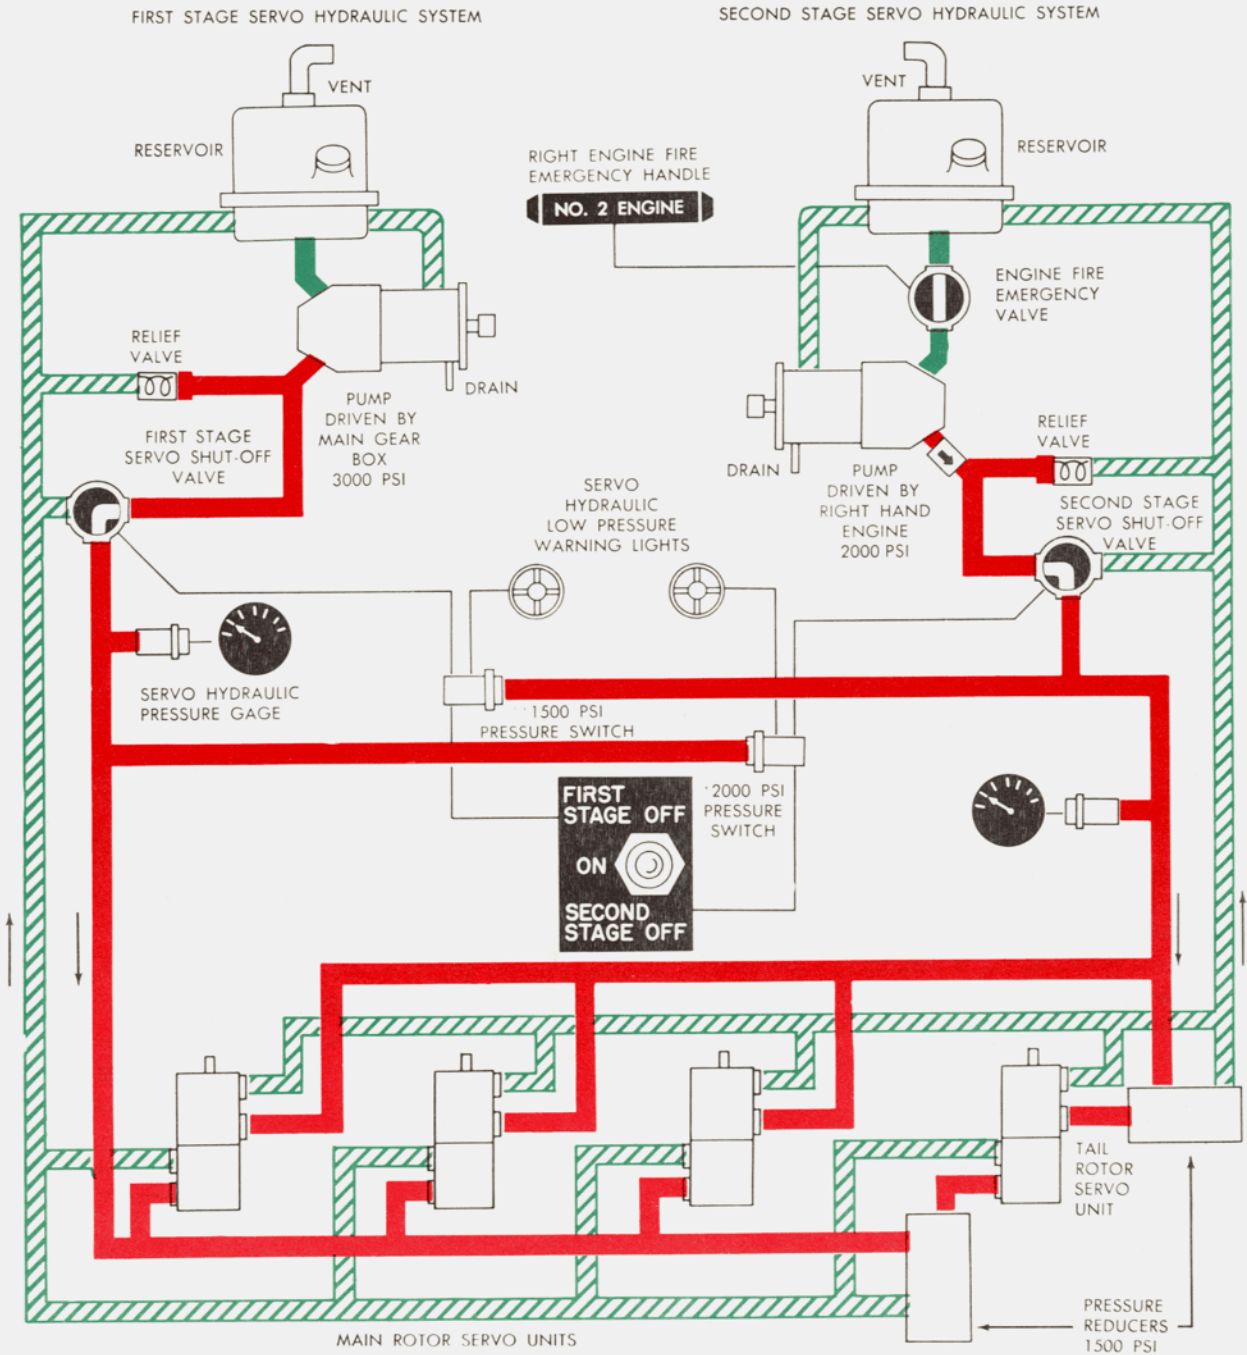 FIRST STAGE SERVO HYDRAULIC SYSTEM
SECOND STAGE SERVO HYDRAULIC SYSTEM
VENT
VENT
RESERVOIR
RESERVOIR
RIGHT ENGINE FIRE
EMERGENCY HANDLE
NO. 2 ENGINE
ENGINE FIRE
EMERGENCY
VALVE
RELIEF
VALVE
DRAIN
PUMP
DRIVEN BY
MAIN GEAR
BOX
3000 PSI
FIRST STAGE
SERVO SHUT-OFF
VALVE
RELIEF
VALVE
DRAIN
PUMP
DRIVEN BY
RIGHT HAND
ENGINE
2000 PSI
SERVO
HYDRAULIC
LOW PRESSURE
WARNING LIGHTS
SECOND STAGE
SERVO SHUT-OFF
VALVE
SERVO HYDRAULIC
PRESSURE GAGE
1500 PSI
PRESSURE SWITCH
2000 PSI
PRESSURE
SWITCH
FIRST
STAGE OFF
ON
SECOND
STAGE OFF
TAIL
ROTOR
SERVO
UNIT
PRESSURE
REDUCERS
1500 PSI
MAIN ROTOR SERVO UNITS